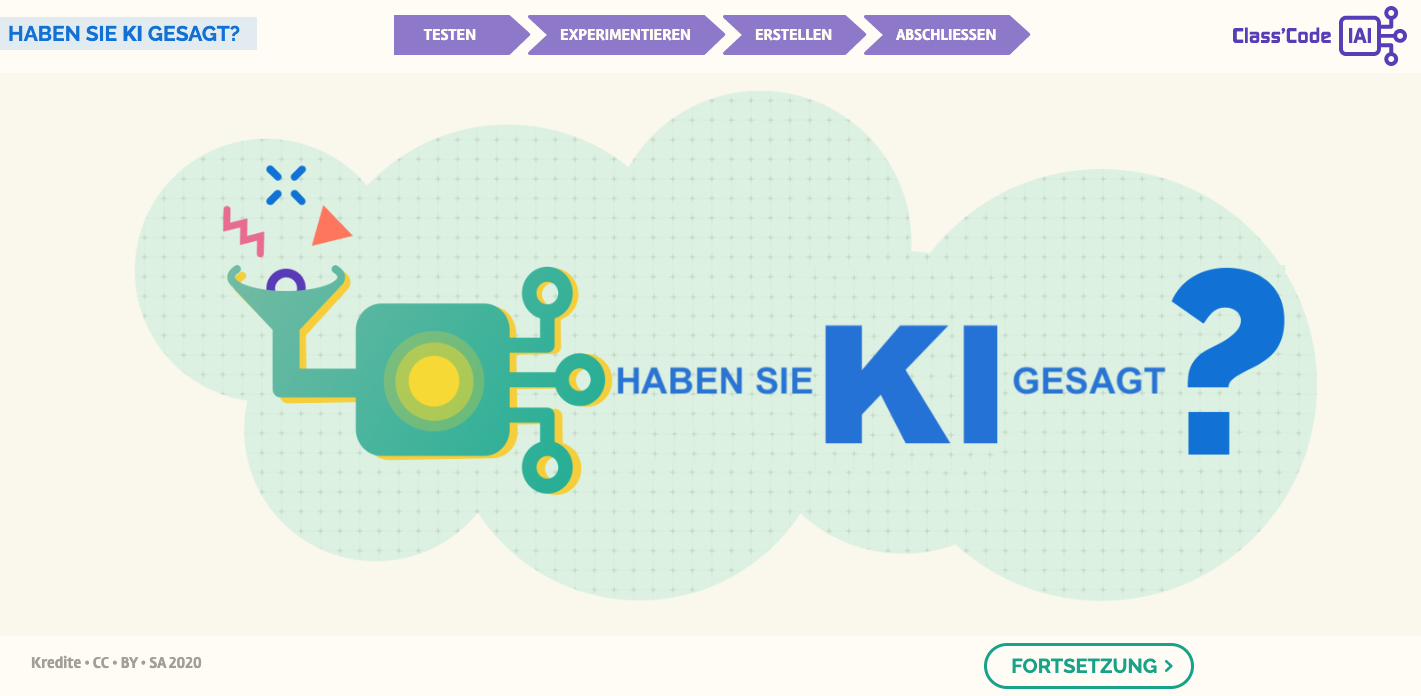 HABEN SIE KI GESAGT?
TESTEN
EXPERIMENTIEREN
ERSTELLEN
ABSCHLIESSEN
Class'Code IAI
HABEN SIE KI GESAGT ?
Kredite • CC • BY • SA 2020
FORTSETZUNG >